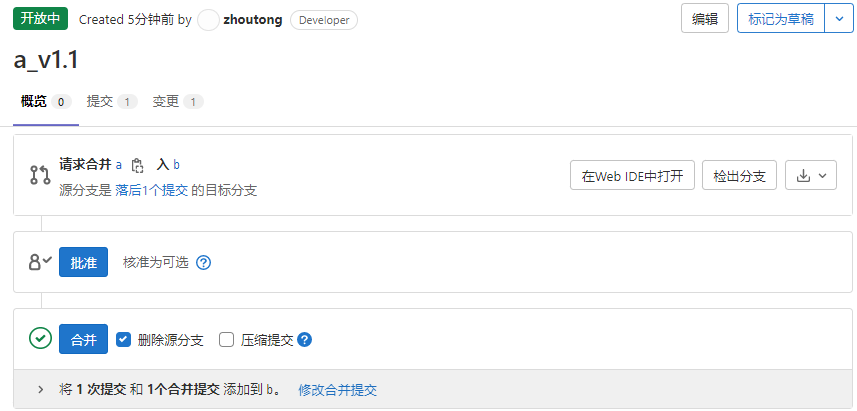 开放中 Created 5分钟前 by zhoutong Developer 编辑 标记为草稿
a_v1.1
概览 0 提交 1 变更 1
请求合并 a 入 b
源分支是 落后1个提交 的目标分支
在Web IDE中打开 检出分支
批准 核准为可选 ?
合并 删除源分支 压缩提交 ?
将 1 次提交 和 1个合并提交 添加到 b。 修改合并提交